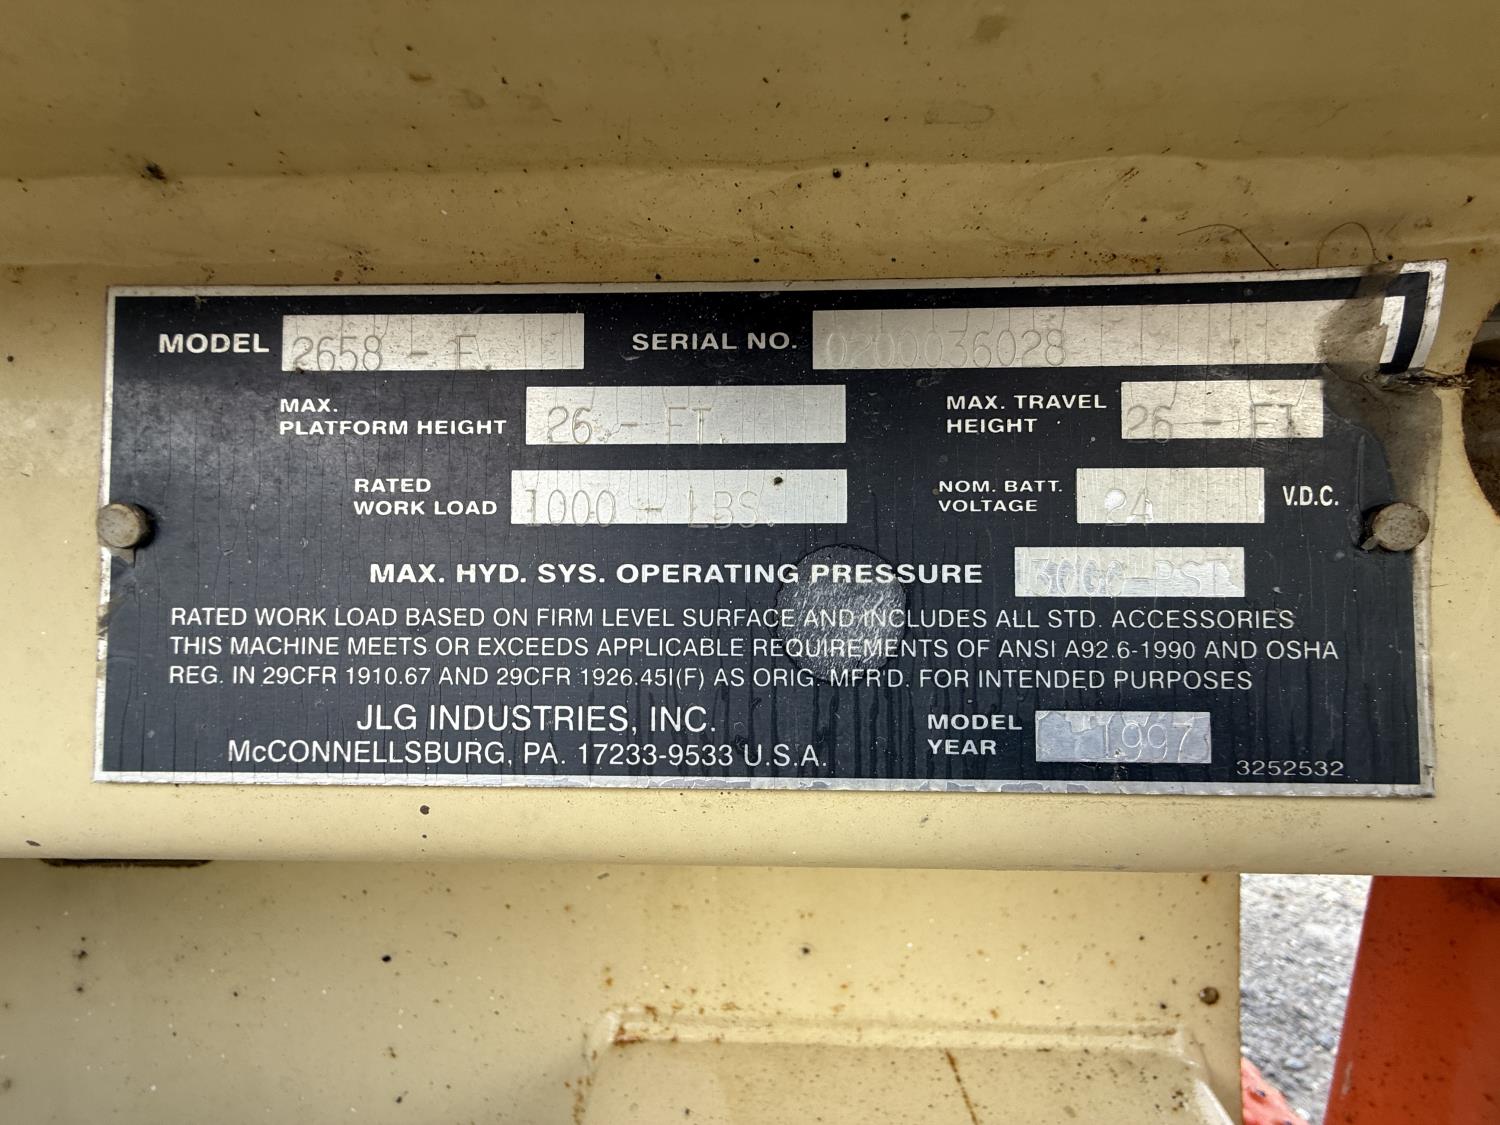 MODEL 2658 - E SERIAL NO. 0200036028
MAX. PLATFORM HEIGHT 26 - FT. MAX. TRAVEL HEIGHT 26 - FT
RATED WORK LOAD 1000 - LBS. NOM. BATT. VOLTAGE 24 V.D.C.
MAX. HYD. SYS. OPERATING PRESSURE 3000-PSI
RATED WORK LOAD BASED ON FIRM LEVEL SURFACE AND INCLUDES ALL STD. ACCESSORIES
THIS MACHINE MEETS OR EXCEEDS APPLICABLE REQUIREMENTS OF ANSI A92.6-1990 AND OSHA
REG. IN 29CFR 1910.67 AND 29CFR 1926.451(F) AS ORIG. MFR'D. FOR INTENDED PURPOSES
JLG INDUSTRIES, INC.
McCONNELLSBURG, PA. 17233-9533 U.S.A.
MODEL YEAR 1997
3252532